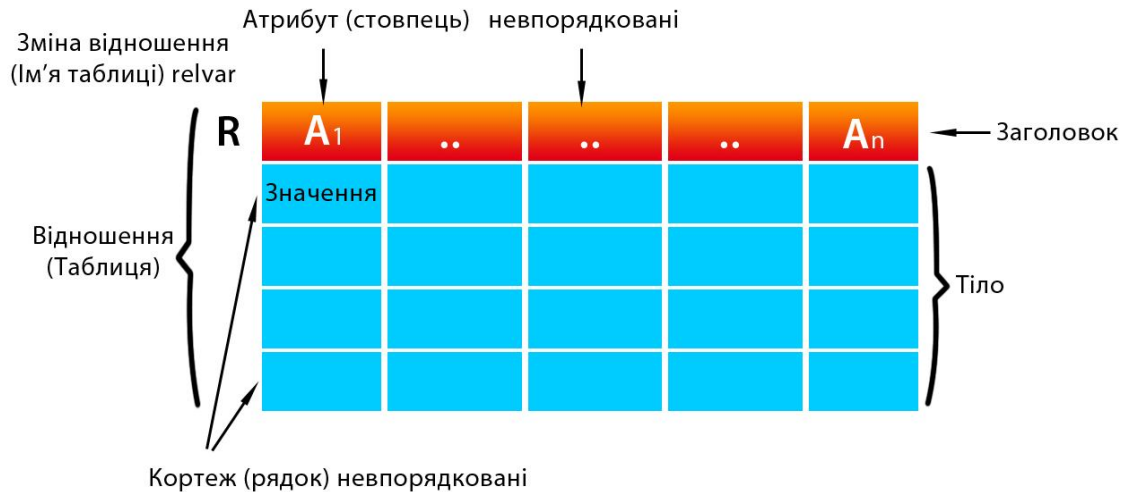 Атрибут (стовпець) невпорядковані
Зміна відношення
(Ім’я таблиці) relvar
R
A1 .. .. .. An
Заголовок
Значення
Відношення
(Таблиця)
Тіло
Кортеж (рядок) невпорядковані